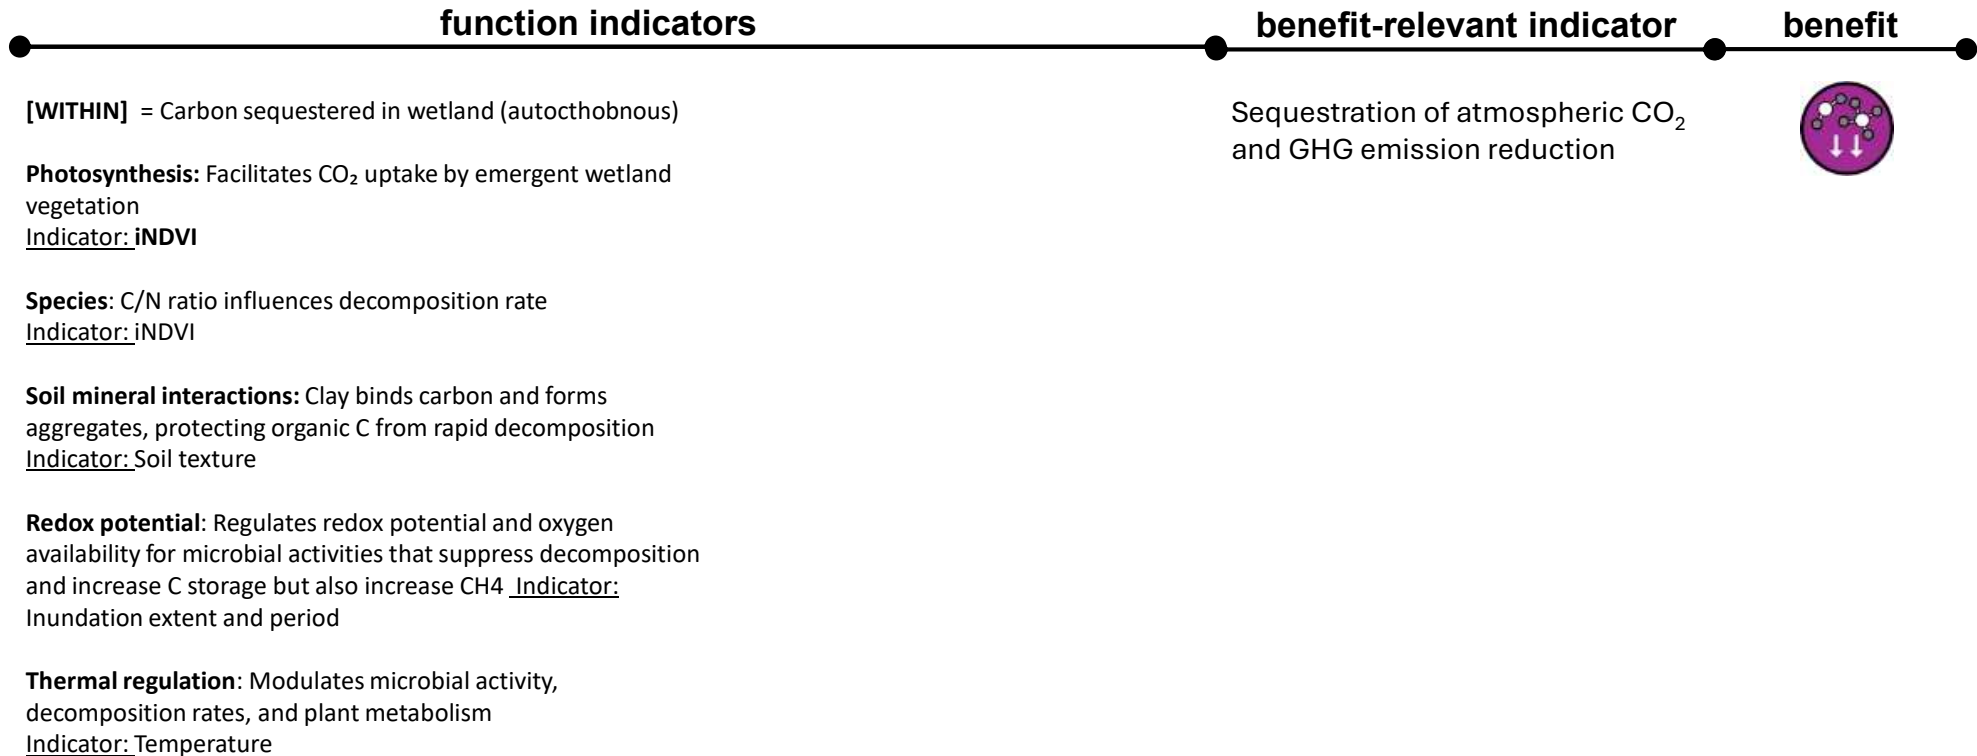 function indicators
benefit-relevant indicator
benefit
[WITHIN] = Carbon sequestered in wetland (autocthobnous)
Photosynthesis: Facilitates CO₂ uptake by emergent wetland
vegetation
Indicator: iNDVI
Species: C/N ratio influences decomposition rate
Indicator: iNDVI
Soil mineral interactions: Clay binds carbon and forms
aggregates, protecting organic C from rapid decomposition
Indicator: Soil texture
Redox potential: Regulates redox potential and oxygen
availability for microbial activities that suppress decomposition
and increase C storage but also increase CH4 Indicator:
Inundation extent and period
Thermal regulation: Modulates microbial activity,
decomposition rates, and plant metabolism
Indicator: Temperature
Sequestration of atmospheric CO₂
and GHG emission reduction